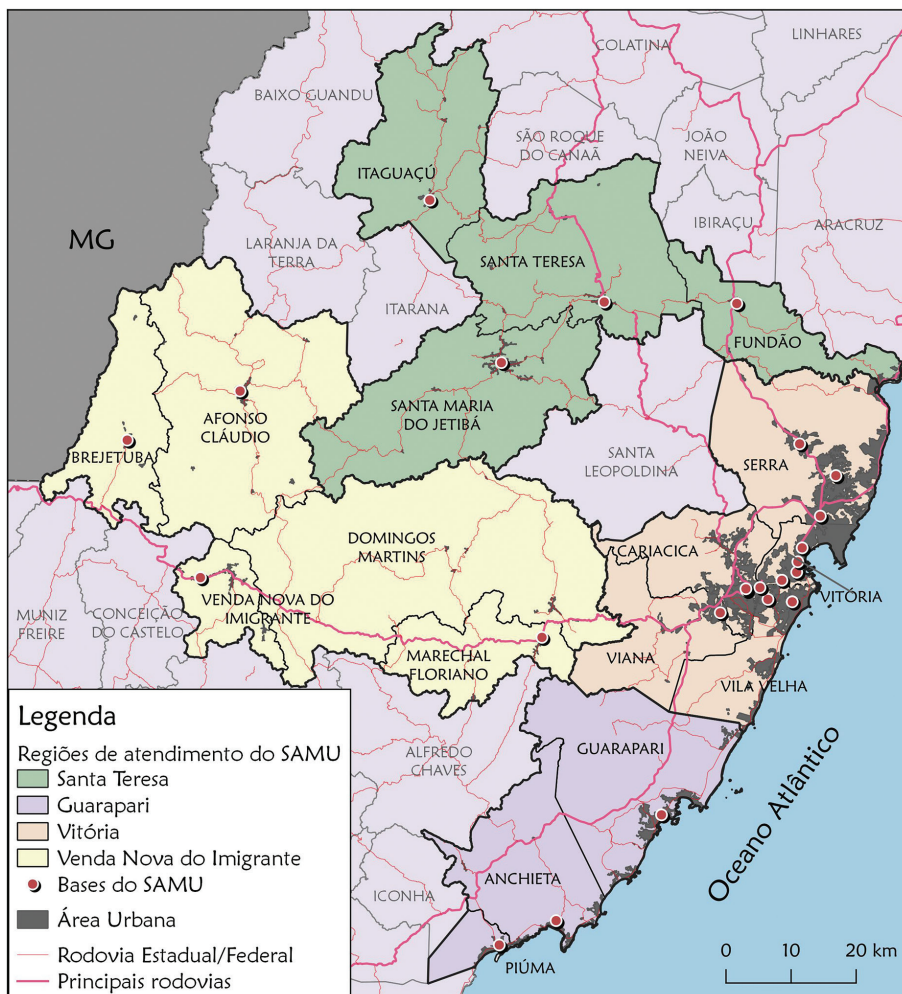 LINHARES
COLATINA
BAIXO GUANDU
SÃO ROQUE
DO CANAÃ
JOÃO
NEIVA
ITAGUAÇÚ
MG
IBIRAÇU
ARACRUZ
LARANJA DA
TERRA
SANTA TERESA
ITARANA
FUNDÃO
SANTA MARIA
DO JETIBÁ
AFONSO
CLÁUDIO
BREJETUBA
SANTA
LEOPOLDINA
SERRA
DOMINGOS
MARTINS
CARIACICA
VENDA NOVA DO
IMIGRANTE
MUNIZ
FREIRE
CONCEIÇÃO
DO CASTELO
VITÓRIA
MARECHAL
FLORIANO
VIANA
VILA VELHA
ALFREDO
CHAVES
GUARAPARI
Oceano Atlântico
ANCHIETA
ICONHA
PIÚMA
Legenda
Regiões de atendimento do SAMU
Santa Teresa
Guarapari
Vitória
Venda Nova do Imigrante
Bases do SAMU
Área Urbana
Rodovia Estadual/Federal
Principais rodovias
0 10 20 km